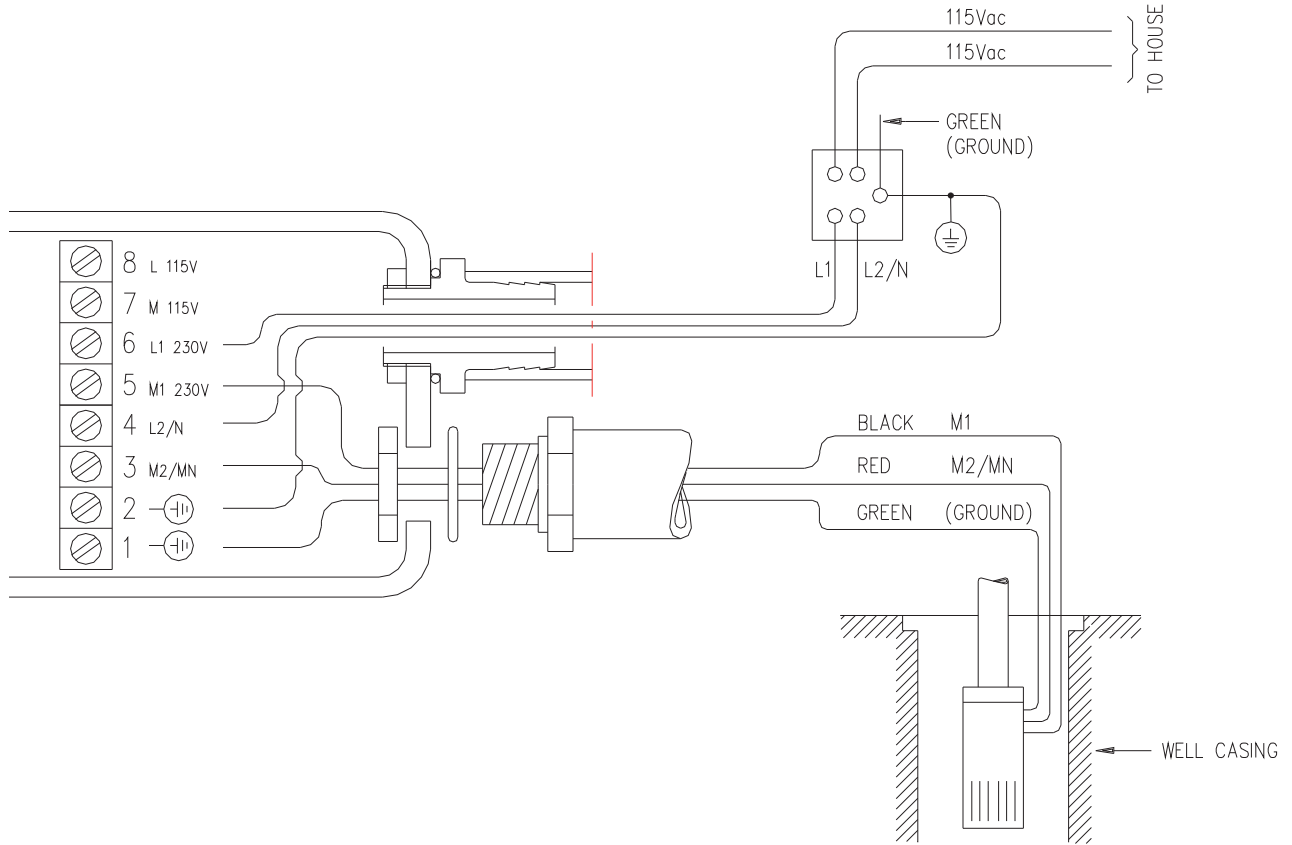 115Vac
115Vac
TO HOUSE
GREEN
(GROUND)
8 L 115V
7 M 115V
6 L1 230V
5 M1 230V
4 L2/N
3 M2/MN
2
1
L1
L2/N
BLACK M1
RED M2/MN
GREEN (GROUND)
WELL CASING